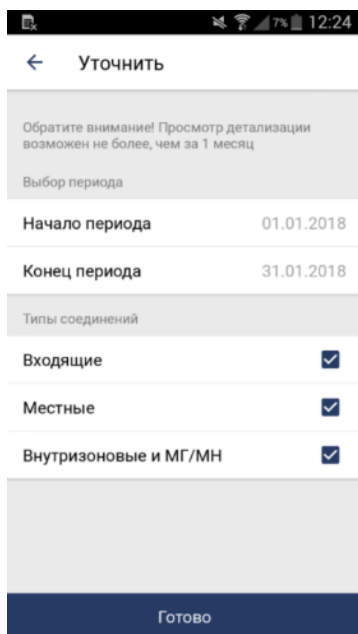 7% 12:24
Уточнить
Обратите внимание! Просмотр детализации
возможен не более, чем за 1 месяц
Выбор периода
Начало периода 01.01.2018
Конец периода 31.01.2018
Типы соединений
Входящие
Местные
Внутризоновые и МГ/МН
Готово